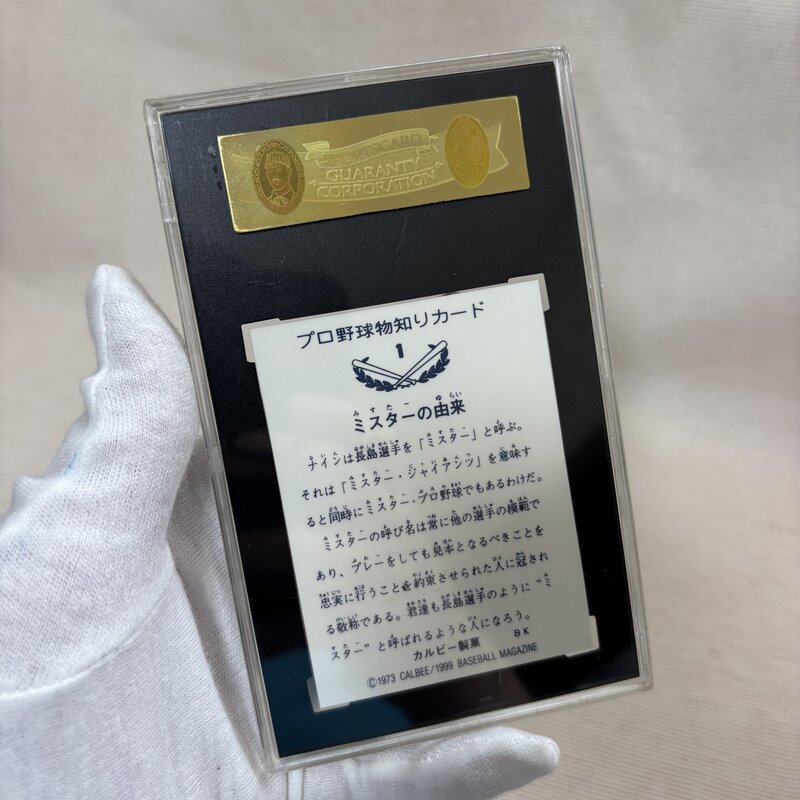 SPORTSCARD
GUARANTY
CORPORATION
プロ野球物知りカード
1
みすたー ゆらい
ミスターの由来
ナインは長島選手を「ミスター」と呼ぶ。
それは「ミスター・ジャイアンツ」を意味す
ると同時にミスター・プロ野球でもあるわけだ。
ミスターの呼び名は常に他の選手の模範で
あり、プレーをしても見本となるべきことを
忠実に行うことを約束させられた人に冠され
る敬称である。君達も長島選手のように"ミ
スター"と呼ばれるような人になろう。
カルビー製菓 BK
©1973 CALBEE/1999 BASEBALL MAGAZINE